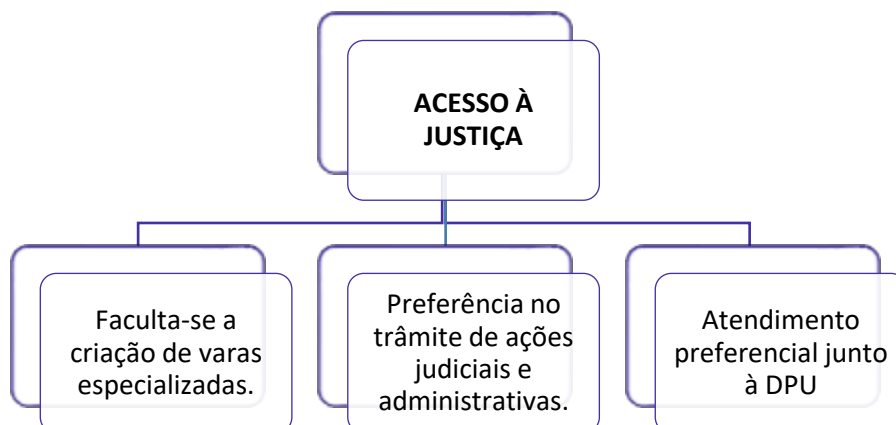 ACESSO À
JUSTIÇA
Faculta-se a
criação de varas
especializadas.
Preferência no
trâmite de ações
judiciais e
administrativas.
Atendimento
preferencial junto
à DPU